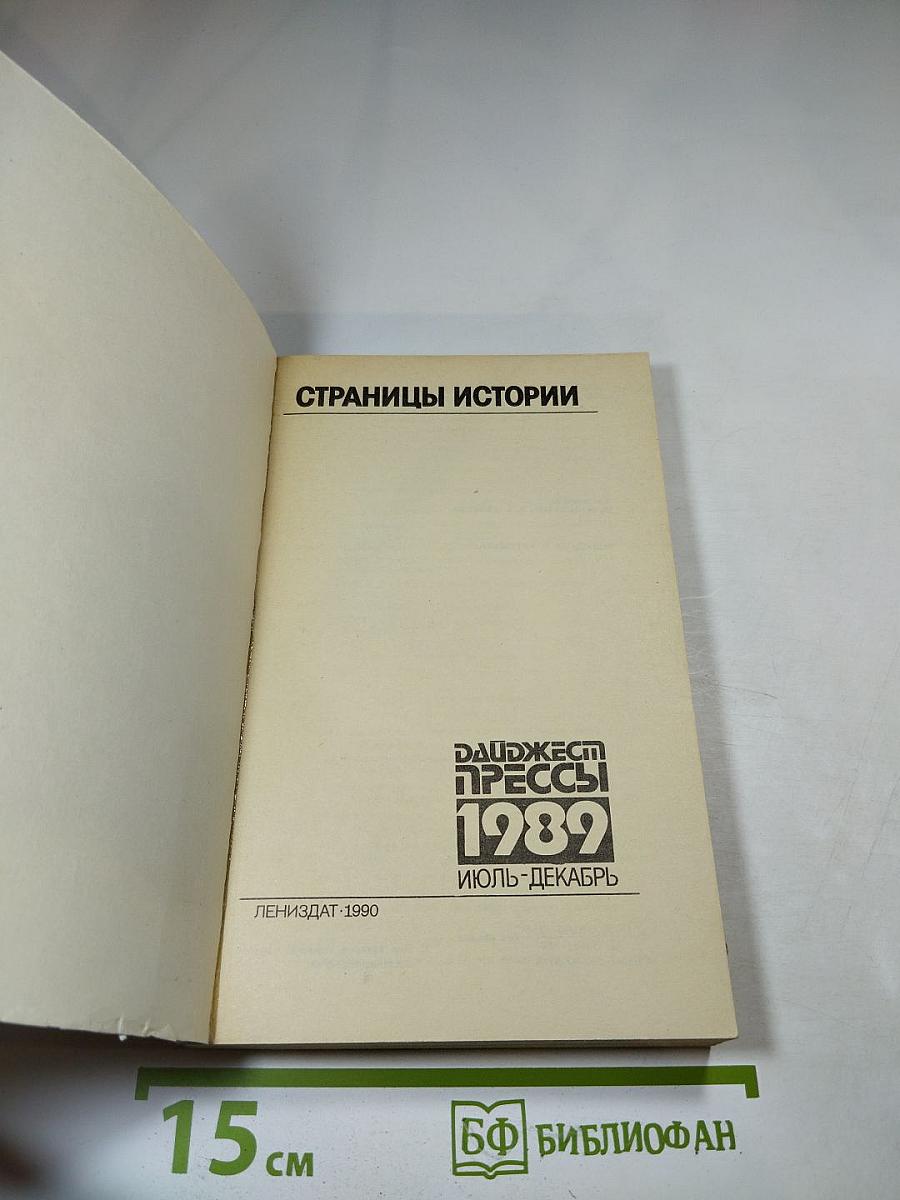 СТРАНИЦЫ ИСТОРИИ
ДАЙДЖЕСТ
ПРЕССЫ
1989
ИЮЛЬ-ДЕКАБРЬ
ЛЕНИЗДАТ·1990
15 см
БФ БИБЛИОФАН